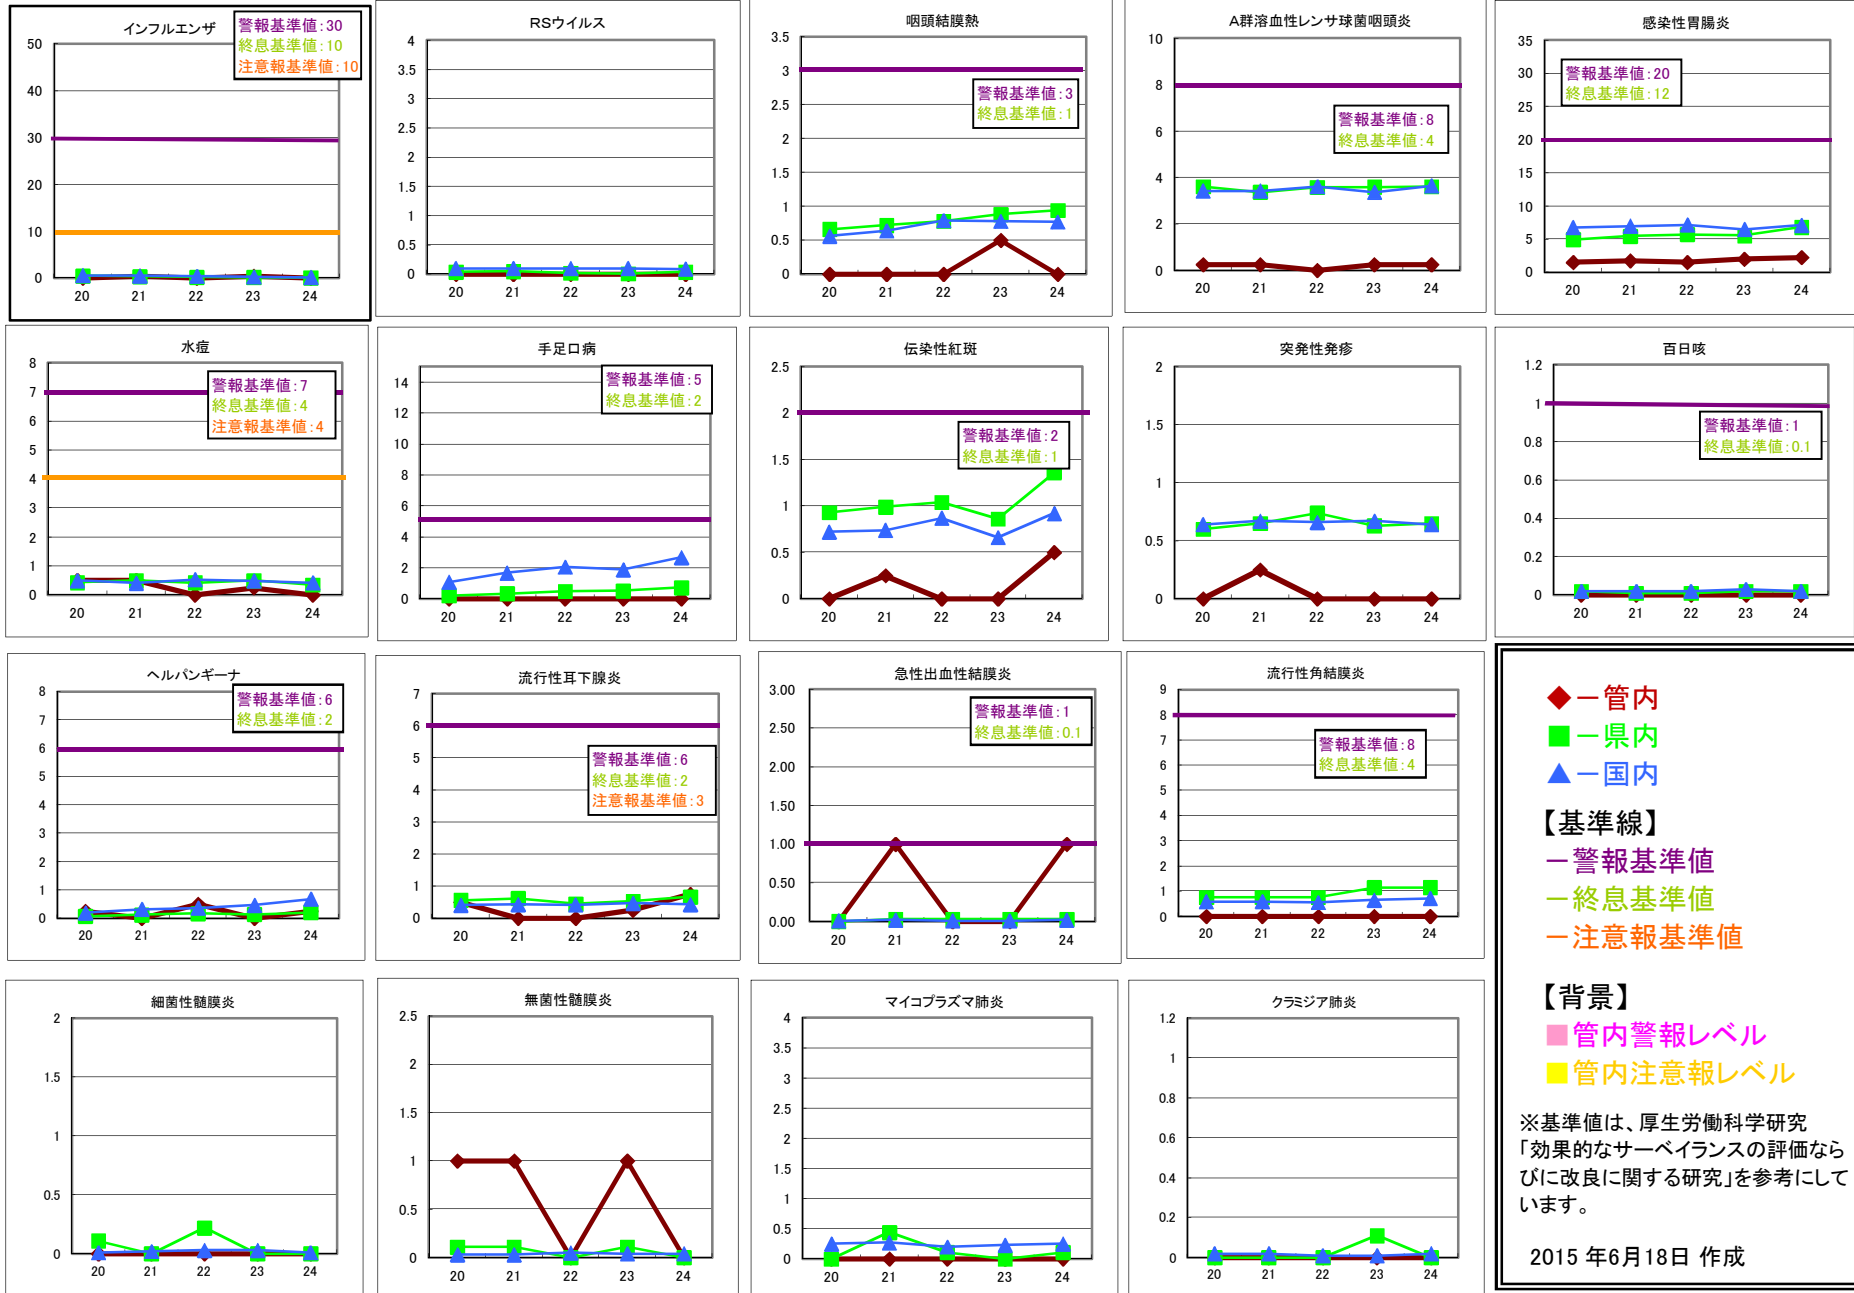 インフルエンザ
警報基準値:30
終息基準値:10
注意報基準値:10
50
40
30
20
10
0
20 21 22 23 24
RSウイルス
4
3.5
3
2.5
2
1.5
1
0.5
0
20 21 22 23 24
咽頭結膜熱
警報基準値:3
終息基準値:1
3.5
3
2.5
2
1.5
1
0.5
0
20 21 22 23 24
A群溶血性レンサ球菌咽頭炎
警報基準値:8
終息基準値:4
10
8
6
4
2
0
20 21 22 23 24
感染性胃腸炎
警報基準値:20
終息基準値:12
35
30
25
20
15
10
5
0
20 21 22 23 24
水痘
警報基準値:7
終息基準値:4
注意報基準値:4
8
7
6
5
4
3
2
1
0
20 21 22 23 24
手足口病
警報基準値:5
終息基準値:2
14
12
10
8
6
4
2
0
20 21 22 23 24
伝染性紅斑
警報基準値:2
終息基準値:1
2.5
2
1.5
1
0.5
0
20 21 22 23 24
突発性発疹
2
1.5
1
0.5
0
20 21 22 23 24
百日咳
警報基準値:1
終息基準値:0.1
1.2
1
0.8
0.6
0.4
0.2
0
20 21 22 23 24
ヘルパンギーナ
警報基準値:6
終息基準値:2
8
7
6
5
4
3
2
1
0
20 21 22 23 24
流行性耳下腺炎
警報基準値:6
終息基準値:2
注意報基準値:3
7
6
5
4
3
2
1
0
20 21 22 23 24
急性出血性結膜炎
警報基準値:1
終息基準値:0.1
3.00
2.50
2.00
1.50
1.00
0.50
0.00
20 21 22 23 24
流行性角結膜炎
警報基準値:8
終息基準値:4
9
8
7
6
5
4
3
2
1
0
20 21 22 23 24
細菌性髄膜炎
2
1.5
1
0.5
0
20 21 22 23 24
無菌性髄膜炎
2.5
2
1.5
1
0.5
0
20 21 22 23 24
マイコプラズマ肺炎
4
3.5
3
2.5
2
1.5
1
0.5
0
20 21 22 23 24
クラミジア肺炎
1.2
1
0.8
0.6
0.4
0.2
0
20 21 22 23 24
◆ー管内
■ー県内
▲ー国内
【基準線】
ー警報基準値
ー終息基準値
ー注意報基準値
【背景】
■管内警報レベル
■管内注意報レベル
※基準値は、厚生労働科学研究
「効果的なサーベイランスの評価なら
びに改良に関する研究」を参考にして
います。
2015 年6月18日 作成